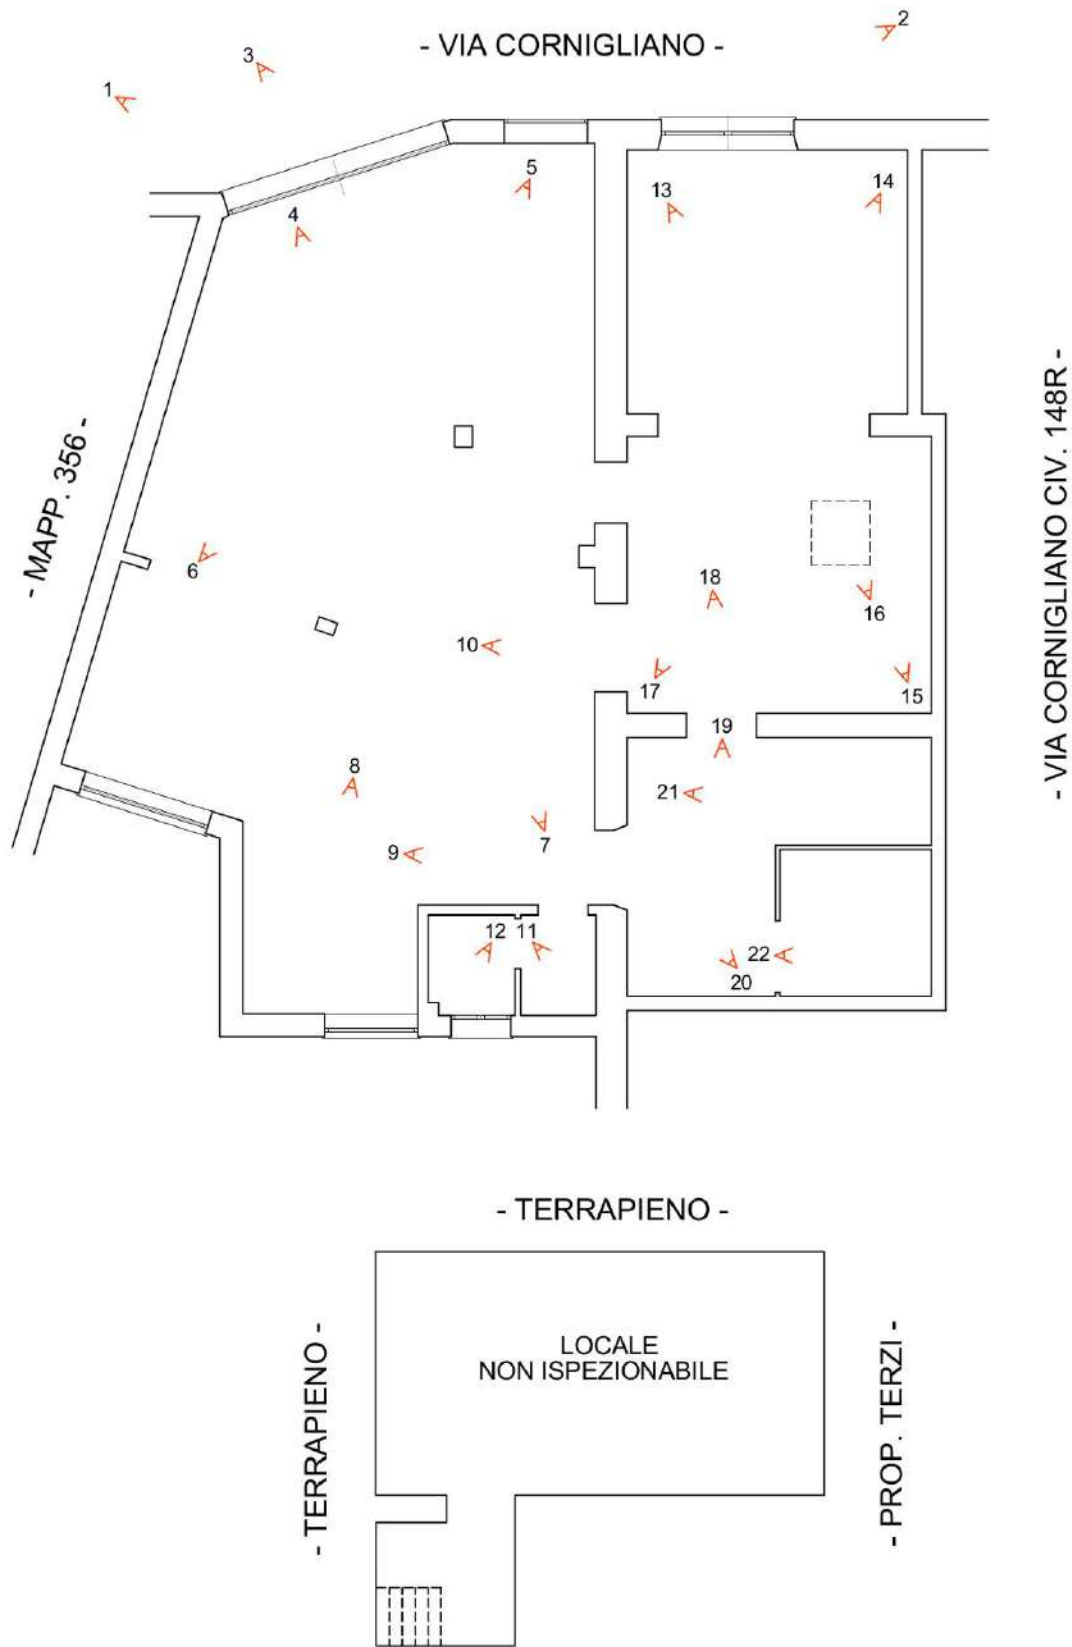 2
- VIA CORNIGLIANO -
3
1
5
14
13
4
- VIA CORNIGLIANO CIV. 148R -
- MAPP. 356 -
6
18
16
10
17
15
19
8
21
7
9
12
11
22
20
- TERRAPIENO -
LOCALE
NON ISPEZIONABILE
- TERRAPIENO -
- PROP. TERZI -